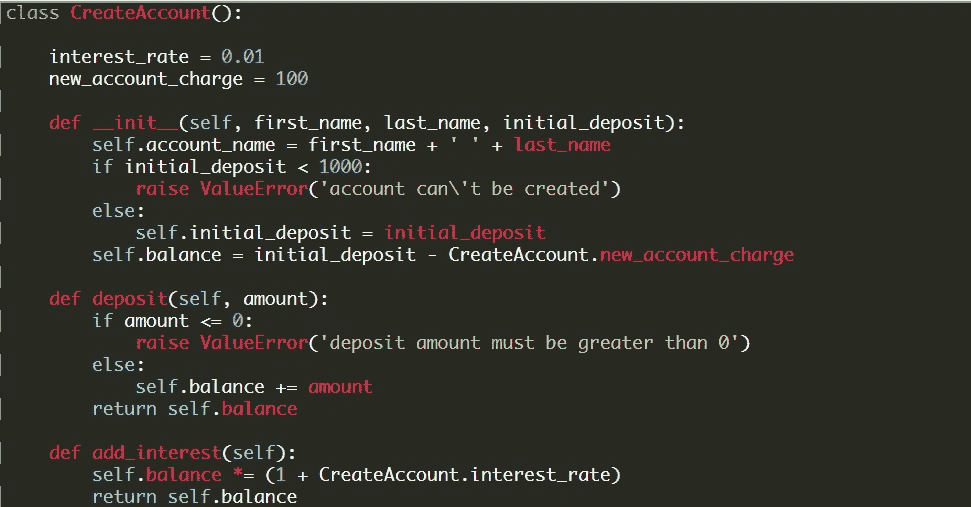 class CreateAccount():
    interest_rate = 0.01
    new_account_charge = 100
    def __init__(self, first_name, last_name, initial_deposit):
        self.account_name = first_name + ' ' + last_name
        if initial_deposit < 1000:
            raise ValueError('account can\'t be created')
        else:
            self.initial_deposit = initial_deposit
        self.balance = initial_deposit - CreateAccount.new_account_charge
    def deposit(self, amount):
        if amount <= 0:
            raise ValueError('deposit amount must be greater than 0')
        else:
            self.balance += amount
        return self.balance
    def add_interest(self):
        self.balance *= (1 + CreateAccount.interest_rate)
        return self.balance